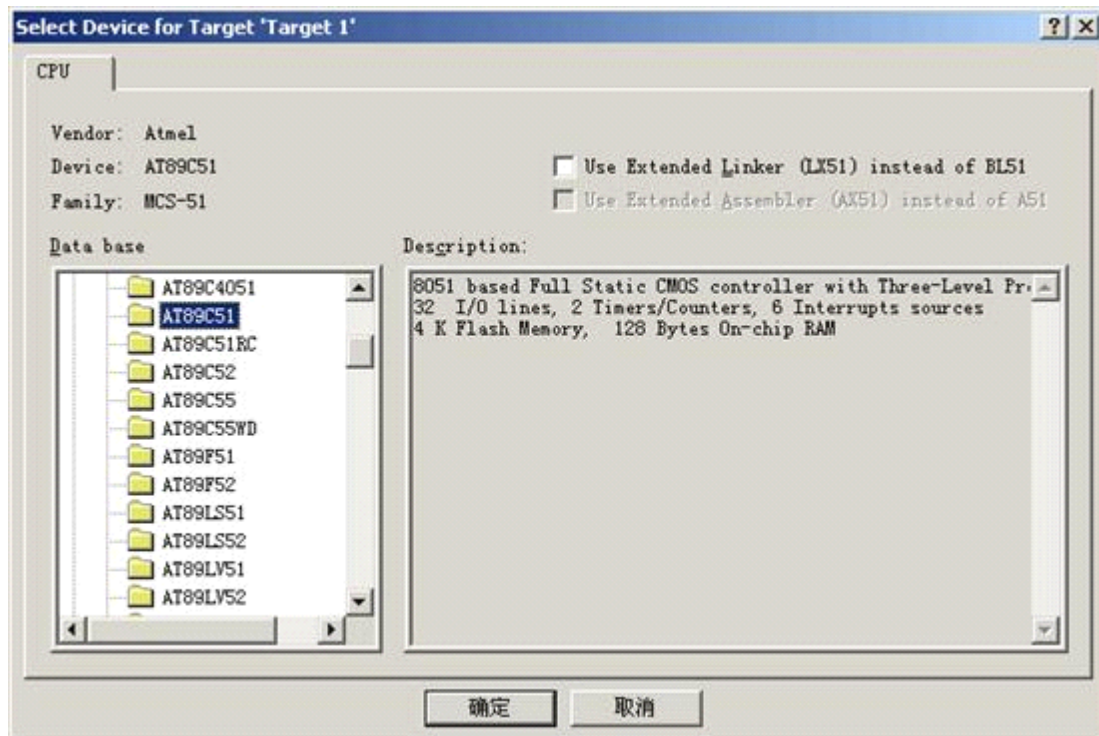 Select Device for Target 'Target 1'
CPU
Vendor: Atmel
Device: AT89C51
Family: MCS-51
Use Extended Linker (LX51) instead of BL51
Use Extended Assembler (AX51) instead of A51
Data base
Description:
AT89C4051
AT89C51
AT89C51RC
AT89C52
AT89C55
AT89C55WD
AT89F51
AT89F52
AT89LS51
AT89LS52
AT89LV51
AT89LV52
8051 based Full Static CMOS controller with Three-Level Pr
32 I/O lines, 2 Timers/Counters, 6 Interrupts sources
4 K Flash Memory, 128 Bytes On-chip RAM
确定
取消